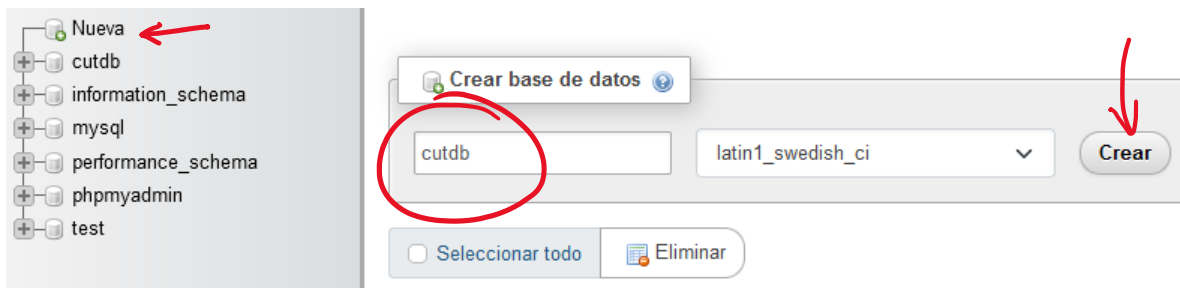 Nueva
cutdb
information_schema
mysql
performance_schema
phpmyadmin
test
Crear base de datos
cutdb
latin1_swedish_ci
Crear
Seleccionar todo
Eliminar